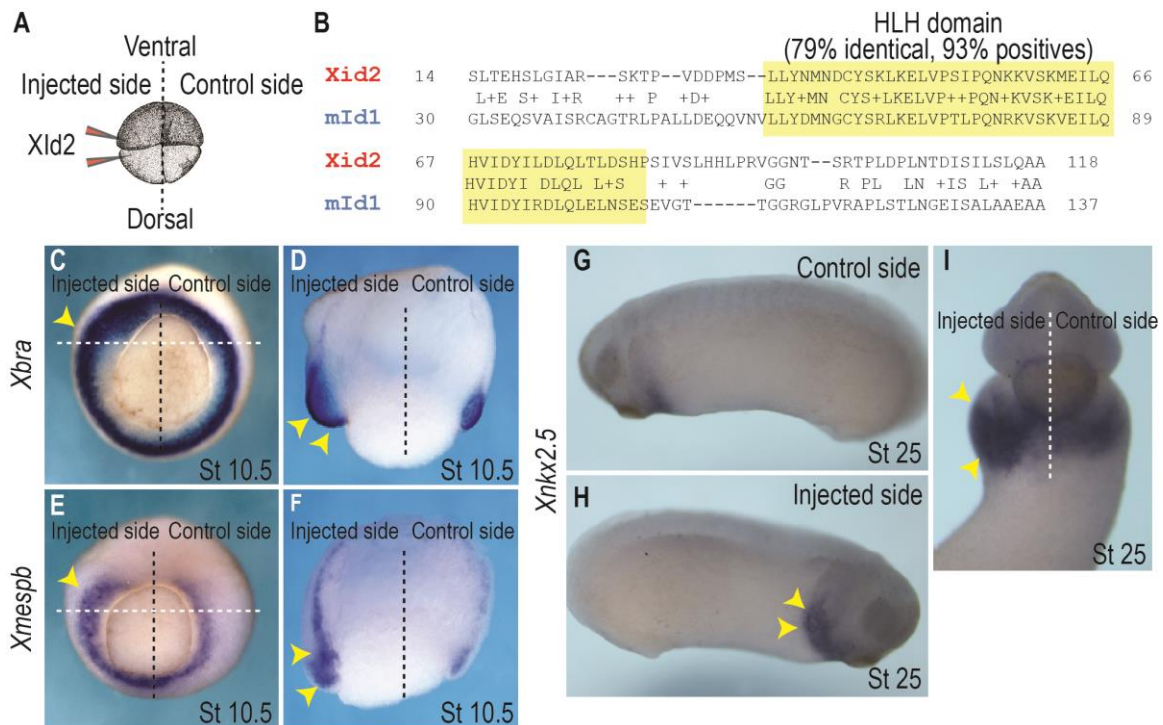 A
Ventral
Injected side
Control side
XId2
Dorsal
B
HLH domain
(79% identical, 93% positives)
Xid2 14 SLTEHSLGIAR---SKTP--VDDPMS--LLYNMNDCYSKLKELVPSIPQNKKVSKMEILQ 66
L+E S+ I+R ++ P +D+ LLY+MN CYS+LKELVP++PQN+KVSK+EILQ
mId1 30 GLSEQSVAISRCAGTRLPALLDEQQVNVLLYDMNGCYSRLKELVPTLPQNRKVSKVEILQ 89
Xid2 67 HVIDYILDLQLTLDSHPSIVSLHHLPRVGGNT--SRTPLDPLNTDISILSLQAA 118
HVIDYI DLQL L+S + + GG R PL LN +IS L+ +AA
mId1 90 HVIDYIRDLQLELNSESEVGT------TGGRGLPVRAPLSTLNGEISALAAEAA 137
C
Injected side Control side
Xbra
St 10.5
D
Injected side Control side
St 10.5
E
Injected side Control side
Xmespb
St 10.5
F
Injected side Control side
St 10.5
G
Control side
Xnkx2.5
St 25
H
Injected side
St 25
I
Injected side Control side
St 25